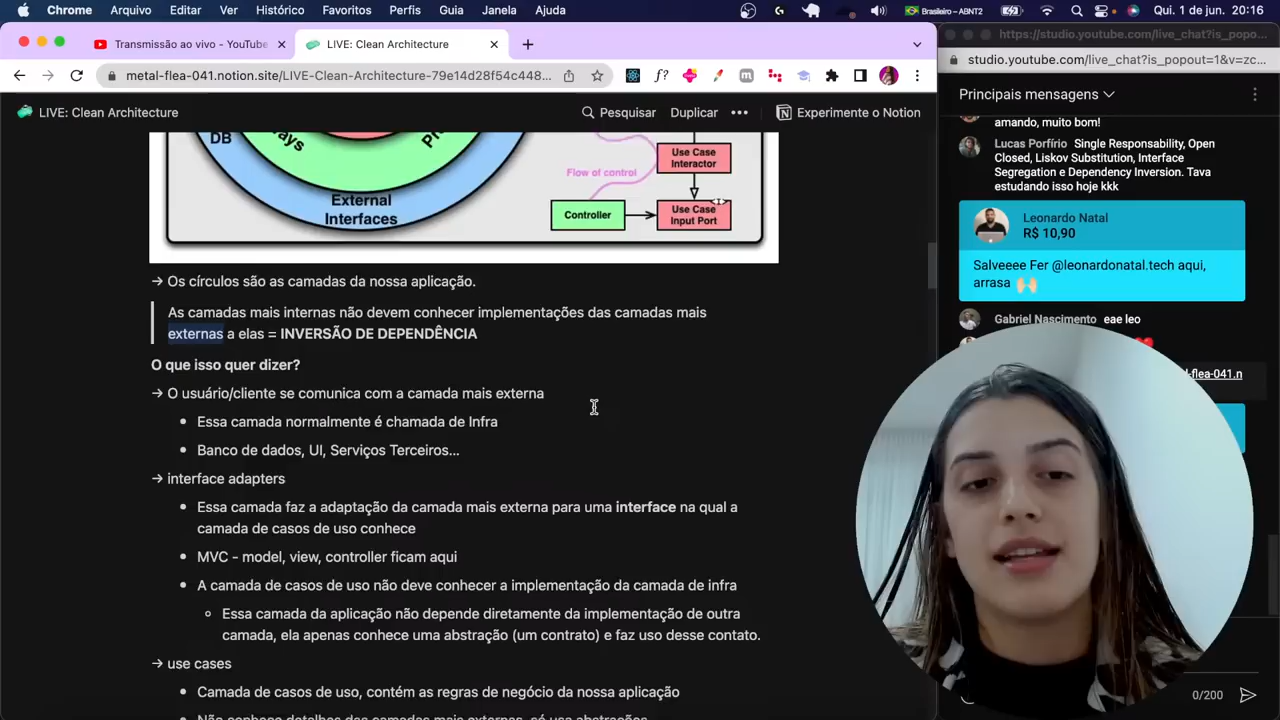 Chrome Arquivo Editar Ver Histórico Favoritos Perfis Guia Janela Ajuda Brasileiro – ABNT2 Qui. 1 de jun. 20:16
Transmissão ao vivo - YouTube
LIVE: Clean Architecture
metal-flea-041.notion.site/LIVE-Clean-Architecture-79e14d28f54c448...
f?
LIVE: Clean Architecture
Pesquisar Duplicar ••• Experimente o Notion
DB
External
Interfaces
Flow of control
Use Case
Interactor
Controller
Use Case
Input Port
→ Os círculos são as camadas da nossa aplicação.
As camadas mais internas não devem conhecer implementações das camadas mais
externas a elas = INVERSÃO DE DEPENDÊNCIA
O que isso quer dizer?
→ O usuário/cliente se comunica com a camada mais externa
• Essa camada normalmente é chamada de Infra
• Banco de dados, UI, Serviços Terceiros...
→ interface adapters
• Essa camada faz a adaptação da camada mais externa para uma interface na qual a
camada de casos de uso conhece
• MVC - model, view, controller ficam aqui
• A camada de casos de uso não deve conhecer a implementação da camada de infra
◦ Essa camada da aplicação não depende diretamente da implementação de outra
camada, ela apenas conhece uma abstração (um contrato) e faz uso desse contato.
→ use cases
• Camada de casos de uso, contém as regras de negócio da nossa aplicação
https://studio.youtube.com/live_chat?is_popo...
studio.youtube.com/live_chat?is_popout=1&v=zc...
Principais mensagens
amando, muito bom!
Lucas Porfírio Single Responsability, Open
Closed, Liskov Substitution, Interface
Segregation e Dependency Inversion. Tava
estudando isso hoje kkk
Leonardo Natal
R$ 10,90
Salveeee Fer @leonardonatal.tech aqui,
arrasa
Gabriel Nascimento eae leo
0/200